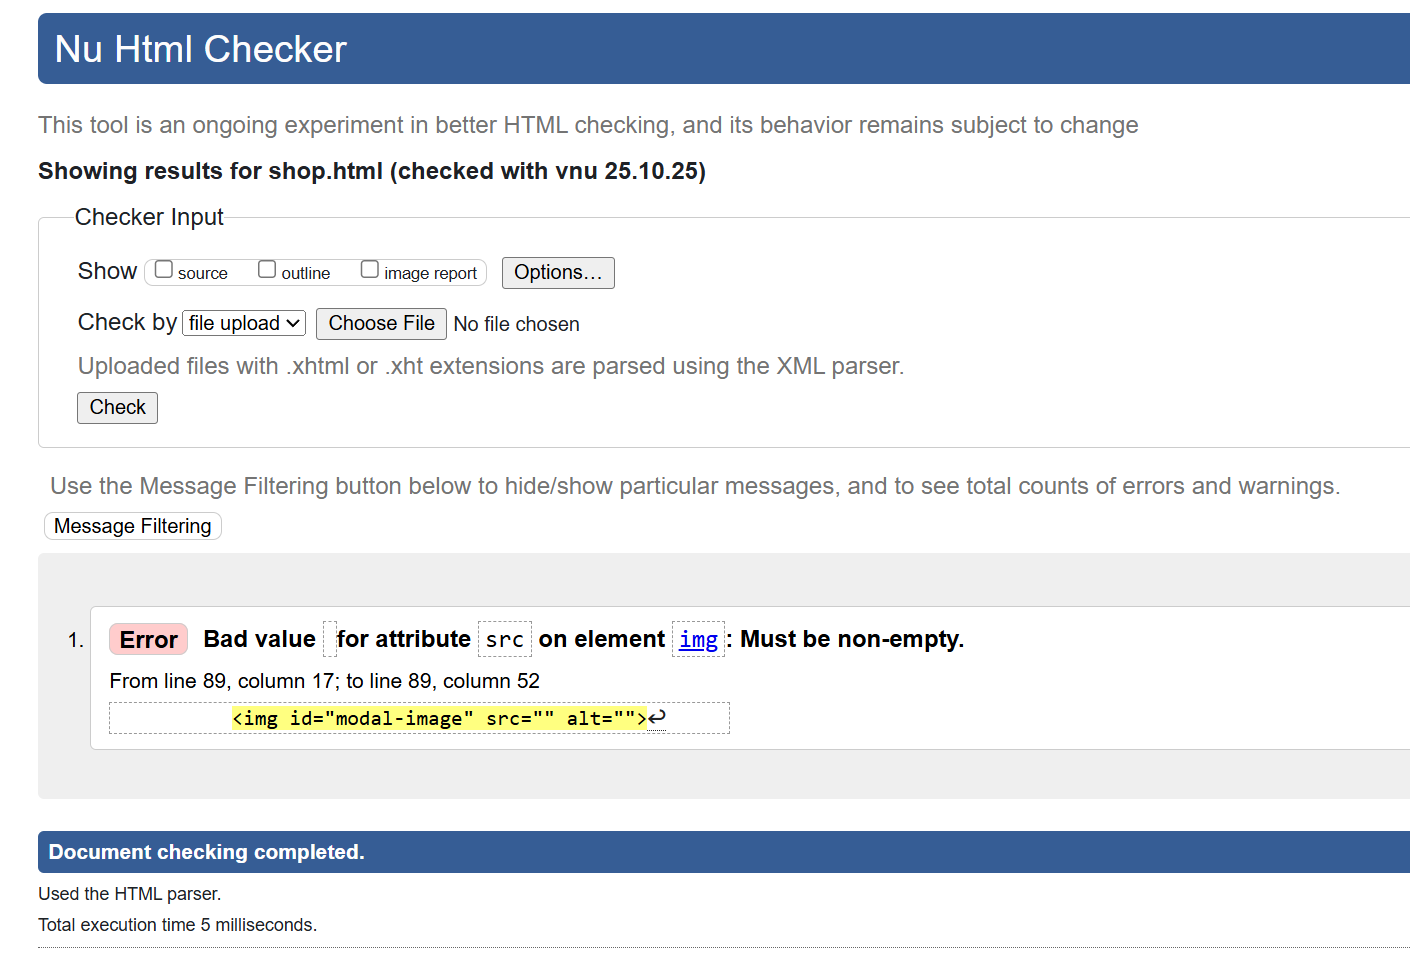 Nu Html Checker
This tool is an ongoing experiment in better HTML checking, and its behavior remains subject to change
Showing results for shop.html (checked with vnu 25.10.25)
Checker Input
Show source outline image report Options...
Check by file upload Choose File No file chosen
Uploaded files with .xhtml or .xht extensions are parsed using the XML parser.
Check
Use the Message Filtering button below to hide/show particular messages, and to see total counts of errors and warnings.
Message Filtering
1. Error Bad value for attribute src on element img: Must be non-empty.
From line 89, column 17; to line 89, column 52
<img id="modal-image" src="" alt="">↩
Document checking completed.
Used the HTML parser.
Total execution time 5 milliseconds.